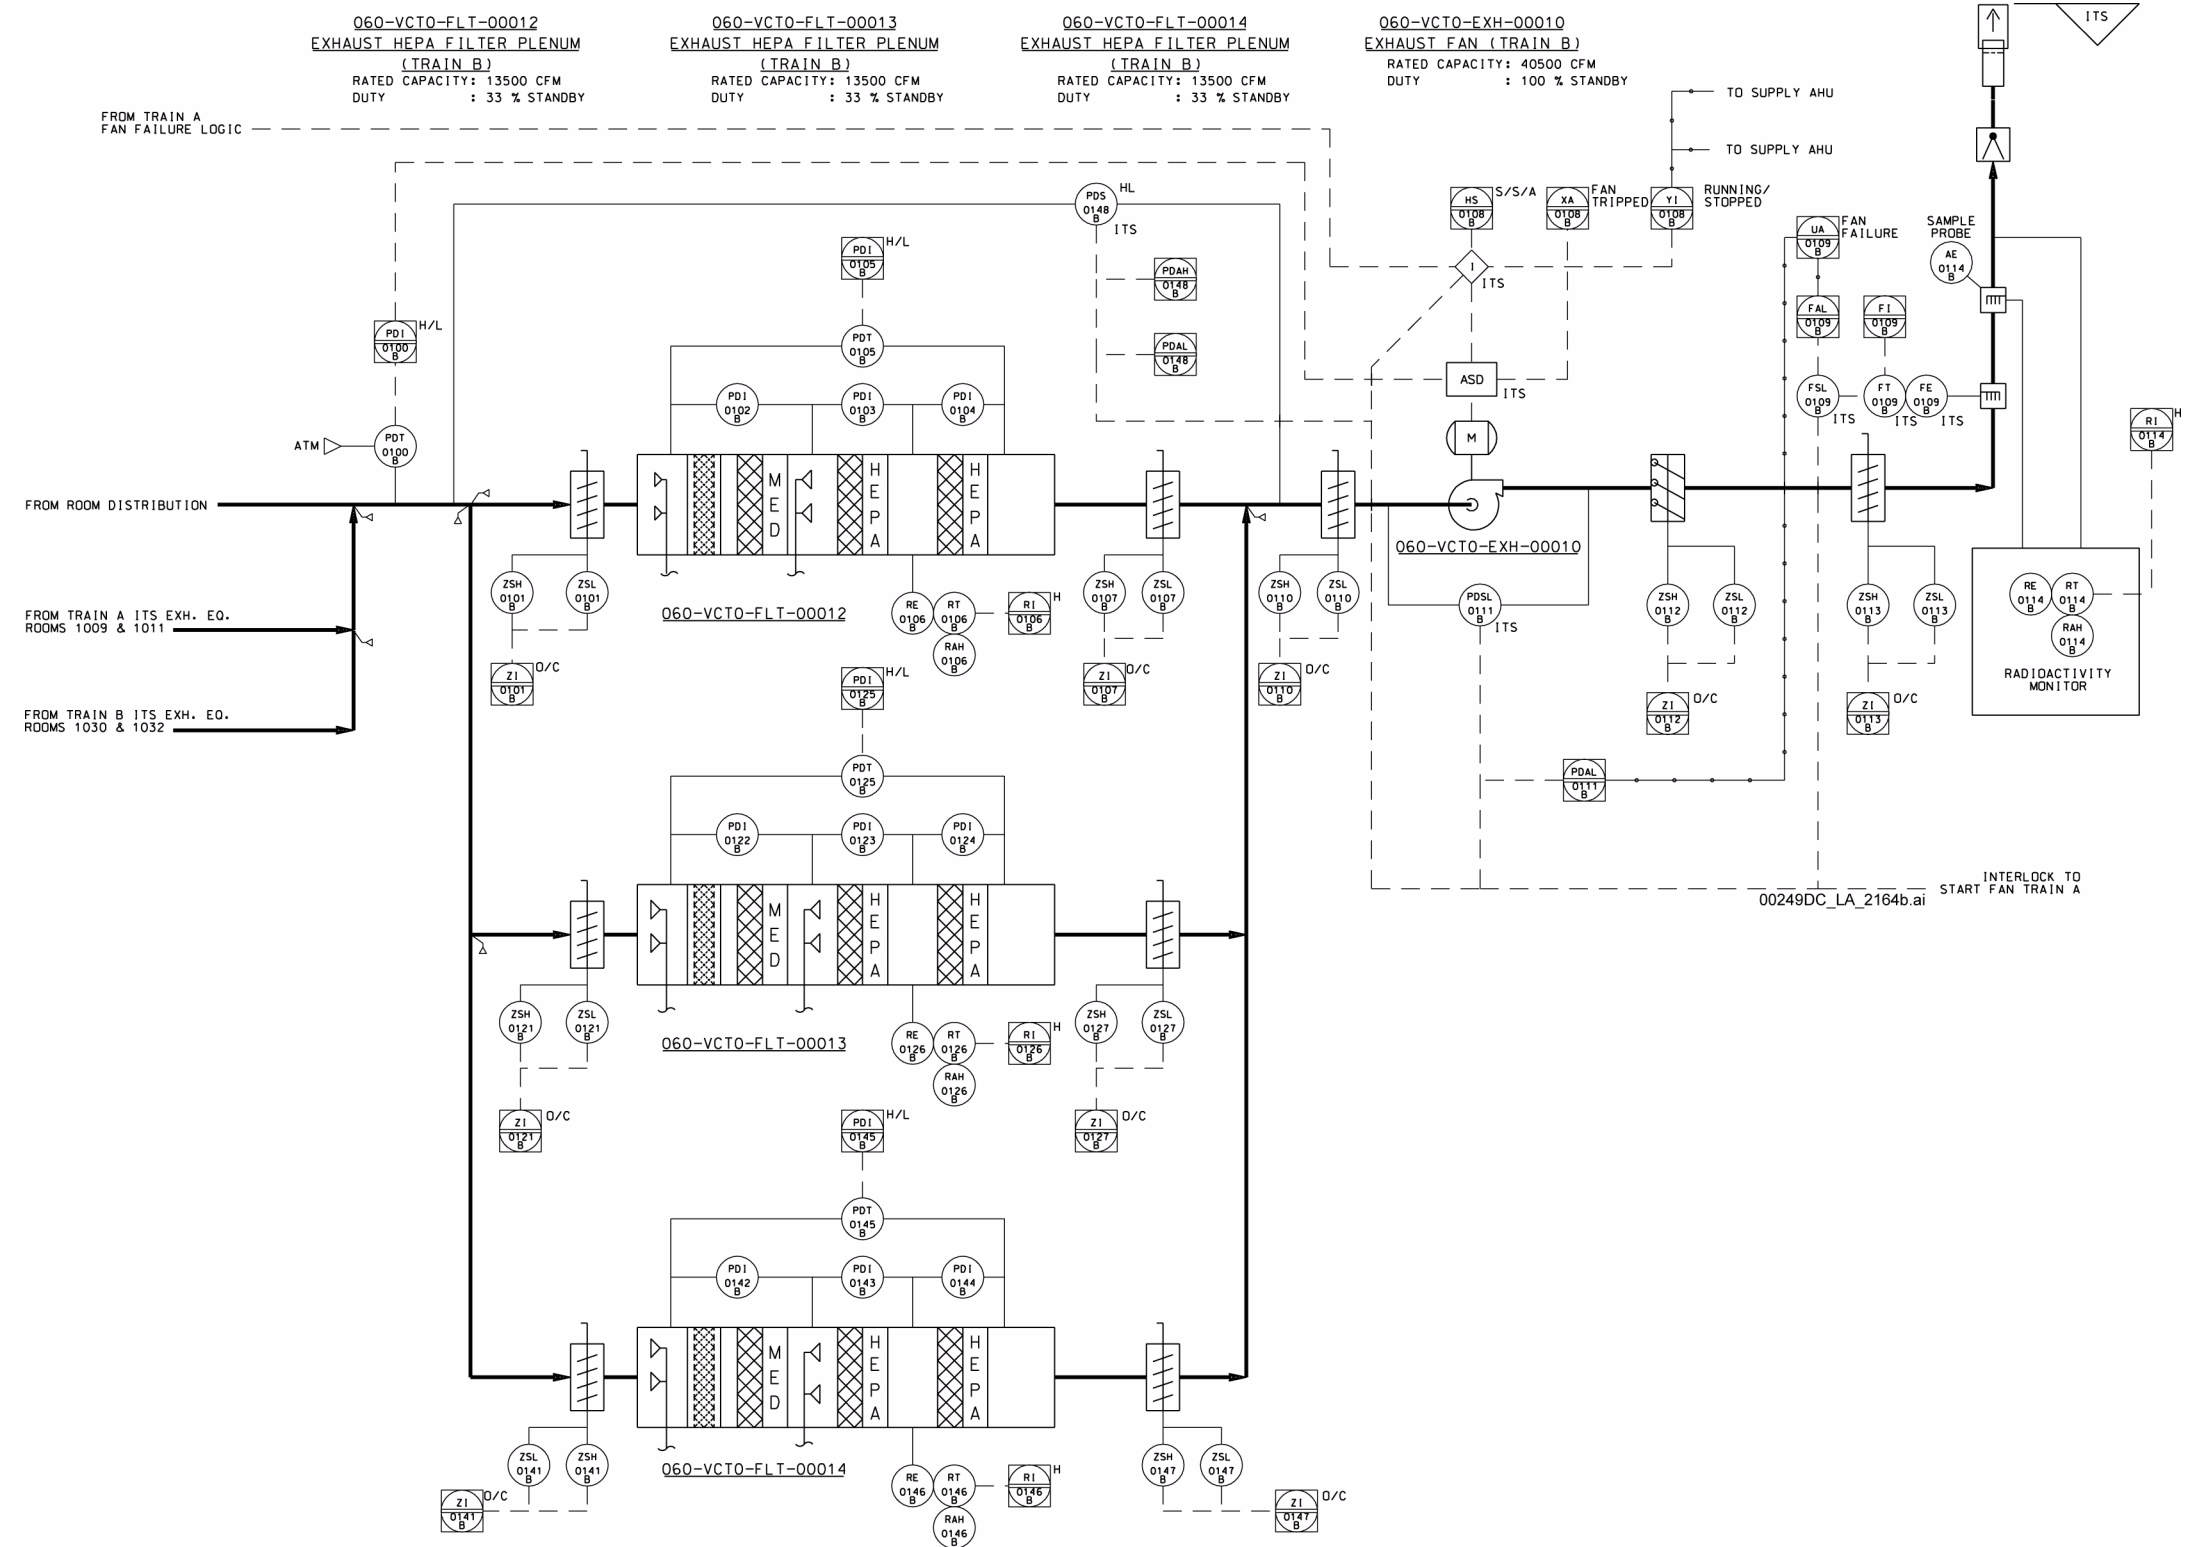 060-VCTO-FLT-00012
EXHAUST HEPA FILTER PLENUM
(TRAIN B)
RATED CAPACITY: 13500 CFM
DUTY : 33 % STANDBY
060-VCTO-FLT-00013
EXHAUST HEPA FILTER PLENUM
(TRAIN B)
RATED CAPACITY: 13500 CFM
DUTY : 33 % STANDBY
060-VCTO-FLT-00014
EXHAUST HEPA FILTER PLENUM
(TRAIN B)
RATED CAPACITY: 13500 CFM
DUTY : 33 % STANDBY
060-VCTO-EXH-00010
EXHAUST FAN (TRAIN B)
RATED CAPACITY: 40500 CFM
DUTY : 100 % STANDBY
ITS
TO SUPPLY AHU
TO SUPPLY AHU
FROM TRAIN A
FAN FAILURE LOGIC
PDS
0148
B
HL
ITS
HS
0108
B
S/S/A
XA
0108
B
FAN
TRIPPED
YI
0108
B
RUNNING/
STOPPED
UA
0109
B
FAN
FAILURE
SAMPLE
PROBE
AE
0114
B
PDI
0105
B
H/L
PDAH
0148
B
I
ITS
PDI
0100
B
H/L
PDT
0105
B
PDAL
0148
B
FAL
0109
B
FI
0109
B
ASD
ITS
PDI
0102
B
PDI
0103
B
PDI
0104
B
FSL
0109
B
ITS
FT
0109
B
ITS
FE
0109
B
ITS
RI
0114
B
H
ATM
PDT
0100
B
M
FROM ROOM DISTRIBUTION
MED
HEPA
HEPA
060-VCTO-EXH-00010
ZSH
0101
B
ZSL
0101
B
060-VCTO-FLT-00012
RE
0106
B
RT
0106
B
RI
0106
B
H
RAH
0106
B
ZSH
0107
B
ZSL
0107
B
ZSH
0110
B
ZSL
0110
B
PDSL
0111
B
ITS
ZSH
0112
B
ZSL
0112
B
ZSH
0113
B
ZSL
0113
B
RE
0114
B
RT
0114
B
RAH
0114
B
RADIOACTIVITY
MONITOR
FROM TRAIN A ITS EXH. EQ.
ROOMS 1009 & 1011
ZI
0101
B
O/C
PDI
0125
B
H/L
ZI
0107
B
O/C
ZI
0110
B
O/C
ZI
0112
B
O/C
ZI
0113
B
O/C
FROM TRAIN B ITS EXH. EQ.
ROOMS 1030 & 1032
PDT
0125
B
PDAL
0111
B
PDI
0122
B
PDI
0123
B
PDI
0124
B
INTERLOCK TO
START FAN TRAIN A
00249DC_LA_2164b.ai
MED
HEPA
HEPA
ZSH
0121
B
ZSL
0121
B
060-VCTO-FLT-00013
RE
0126
B
RT
0126
B
RI
0126
B
H
RAH
0126
B
ZSH
0127
B
ZSL
0127
B
ZI
0121
B
O/C
PDI
0145
B
H/L
ZI
0127
B
O/C
PDT
0145
B
PDI
0142
B
PDI
0143
B
PDI
0144
B
MED
HEPA
HEPA
ZSL
0141
B
ZSH
0141
B
060-VCTO-FLT-00014
RE
0146
B
RT
0146
B
RI
0146
B
H
RAH
0146
B
ZSH
0147
B
ZSL
0147
B
ZI
0141
B
O/C
ZI
0147
B
O/C